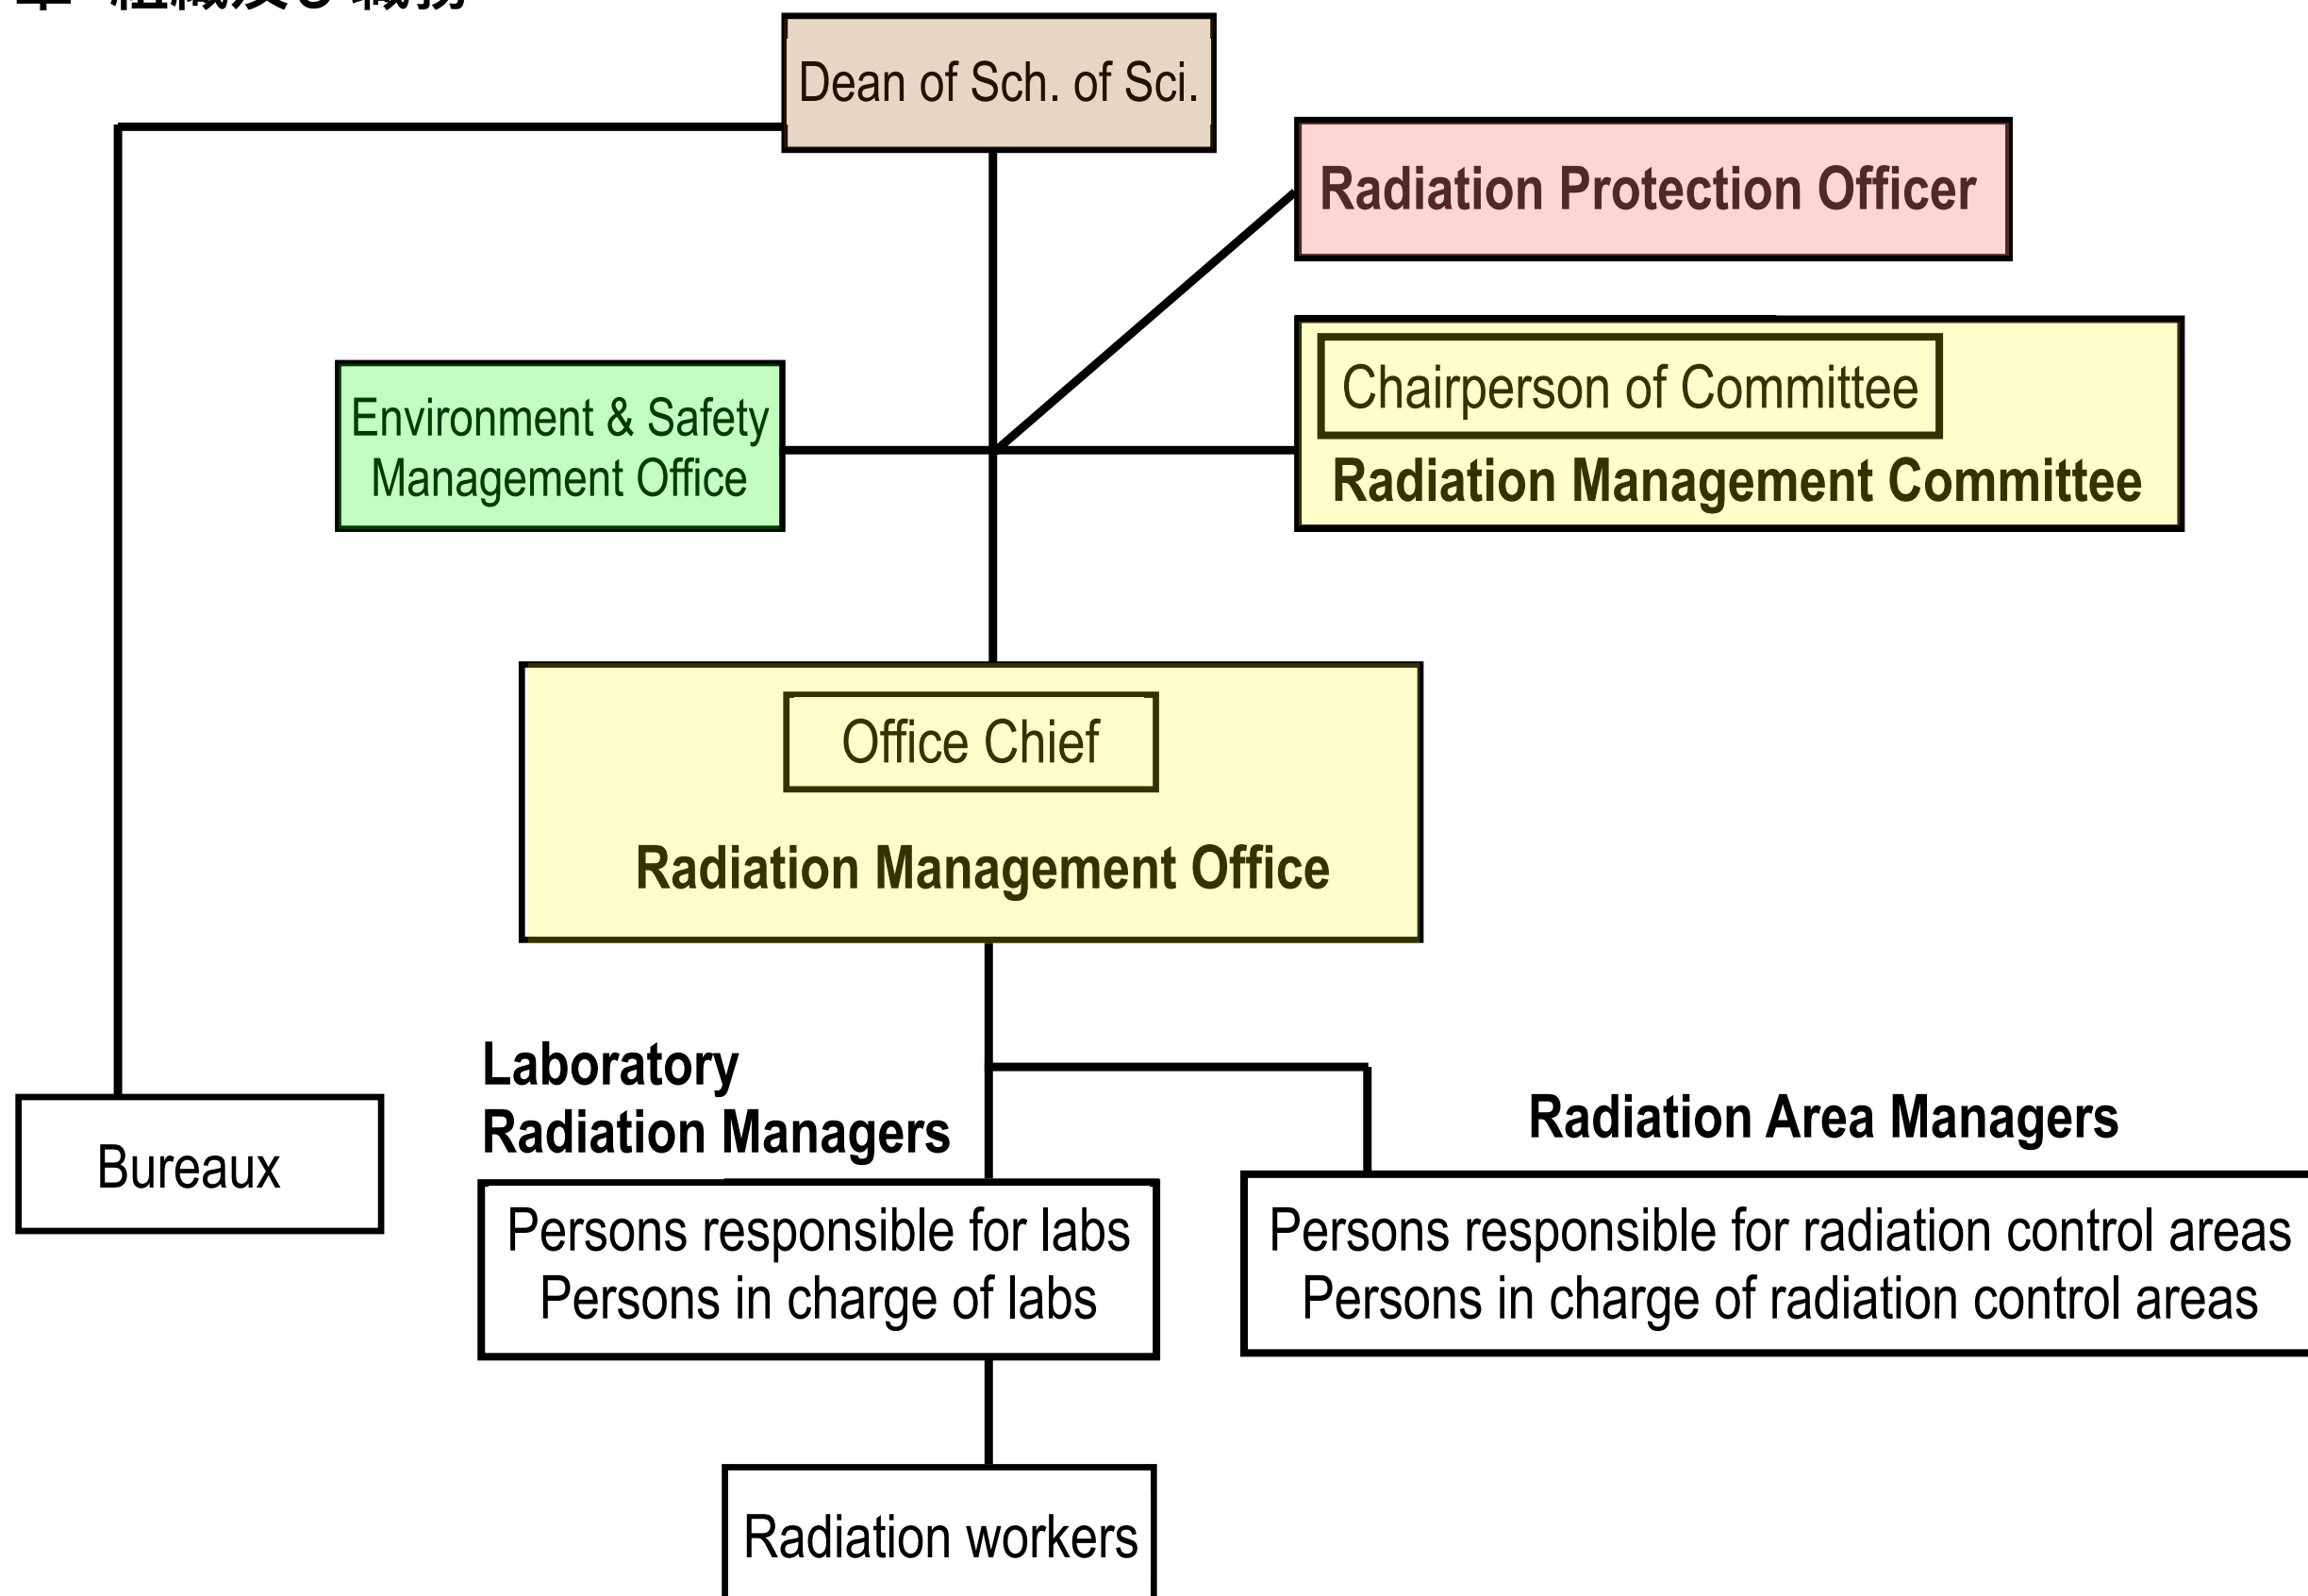 Dean of Sch. of Sci.
Radiation Protection Officer
Chairperson of Committee
Radiation Management Committee
Environment & Safety
Management Office
Office Chief
Radiation Management Office
Laboratory
Radiation Managers
Radiation Area Managers
Bureaux
Persons responsible for labs
Persons in charge of labs
Persons responsible for radiation control areas
Persons in charge of radiation control areas
Radiation workers